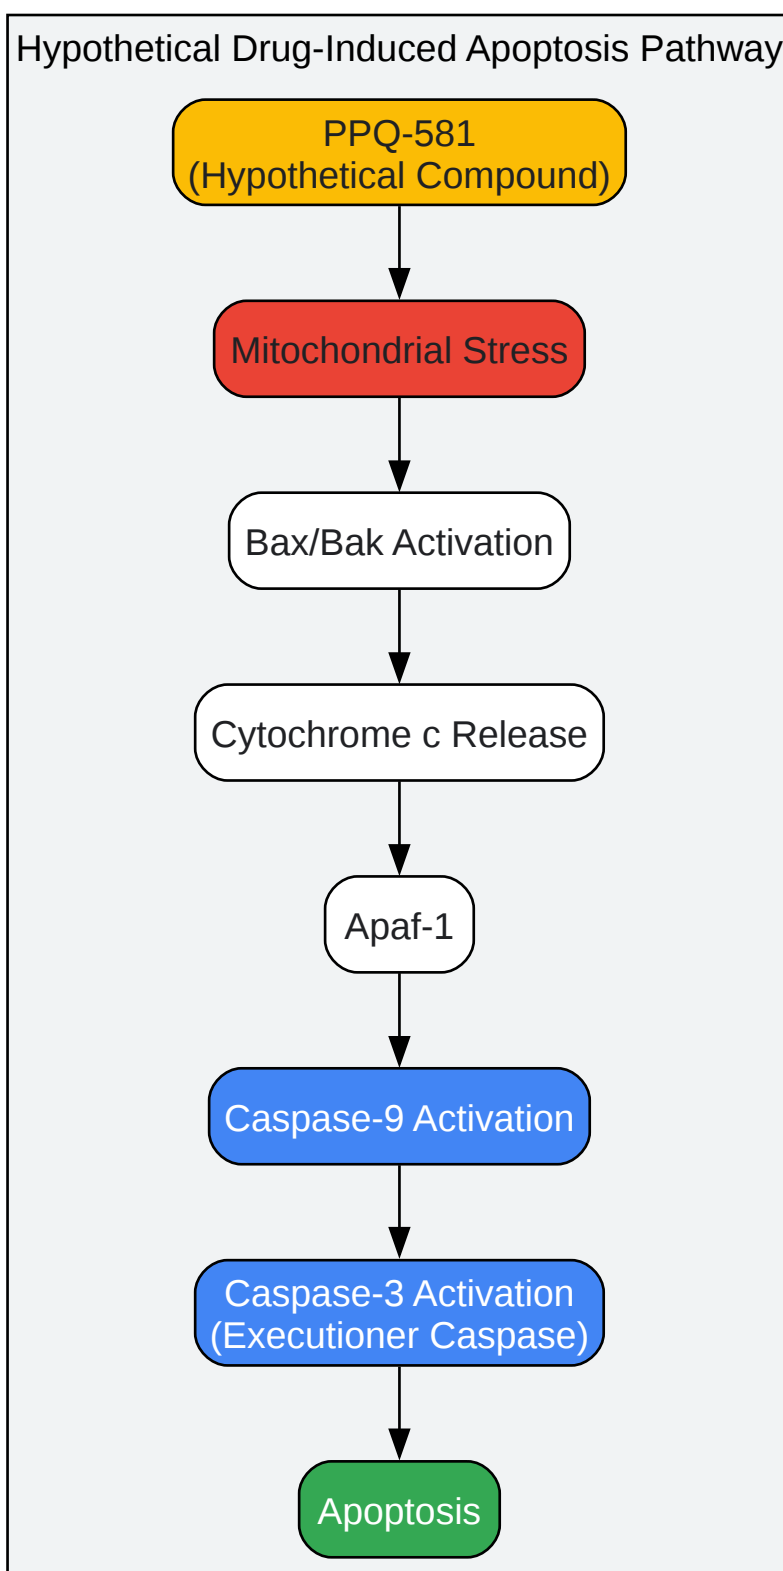 Hypothetical Drug-Induced Apoptosis Pathway
PPQ-581
(Hypothetical Compound)
Mitochondrial Stress
Bax/Bak Activation
Cytochrome c Release
Apaf-1
Caspase-9 Activation
Caspase-3 Activation
(Executioner Caspase)
Apoptosis